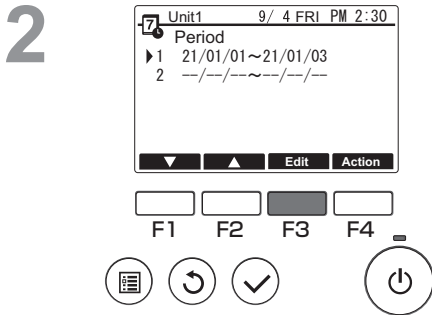 2
7 Unit1 9/ 4 FRI PM 2:30
Period
▶1 21/01/01~21/01/03
2 --/--/--~--/--/--
▼ ▲ Edit Action
F1 F2 F3 F4